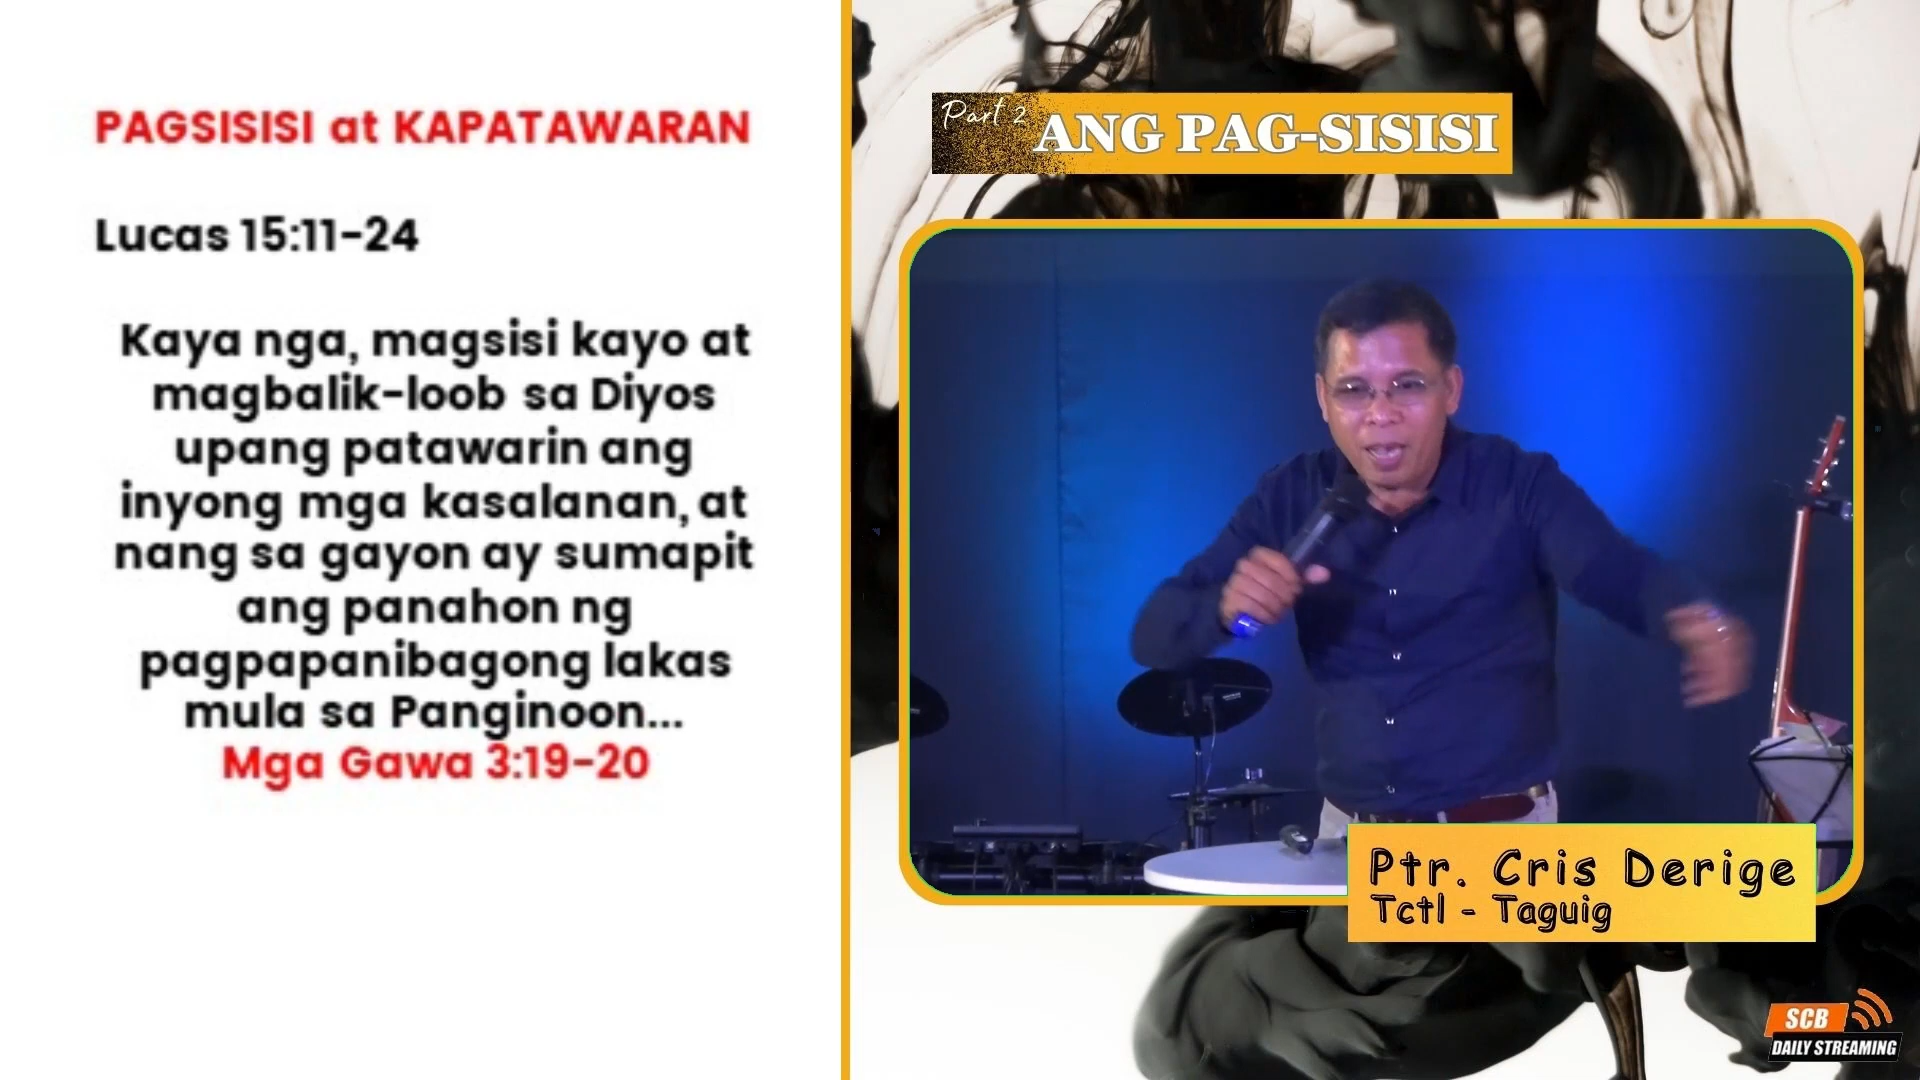 PAGSISISI at KAPATAWARAN
Lucas 15:11-24
Kaya nga, magsisi kayo at
magbalik-loob sa Diyos
upang patawarin ang
inyong mga kasalanan, at
nang sa gayon ay sumapit
ang panahon ng
pagpapanibagong lakas
mula sa Panginoon...
Mga Gawa 3:19-20
Part 2
ANG PAG-SISISI
Ptr. Cris Derige
Tctl - Taguig
SCB
DAILY STREAMING